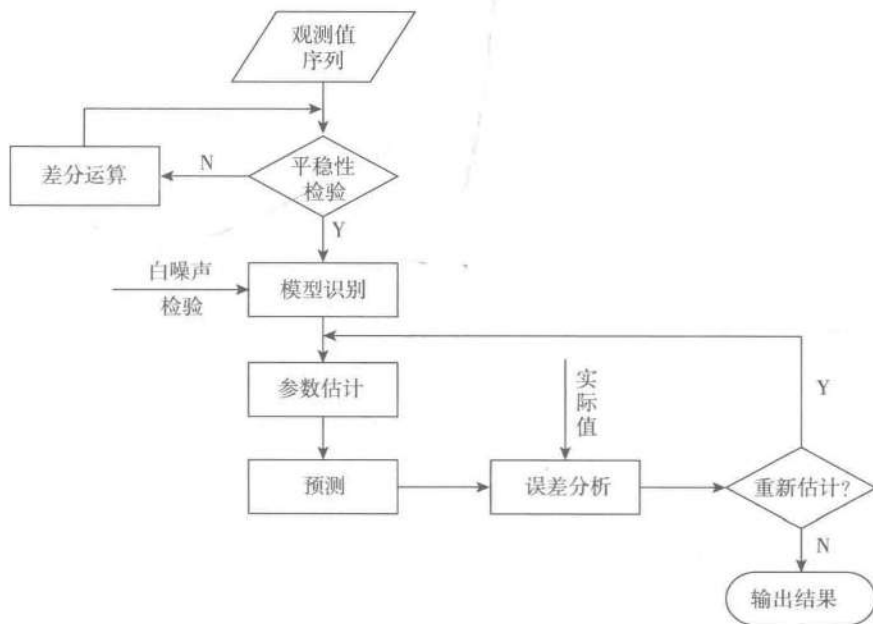 观测值
序列
差分运算
N
平稳性
检验
Y
白噪声
检验
模型识别
参数估计
实
际
值
Y
预测
误差分析
重新估计?
N
输出结果